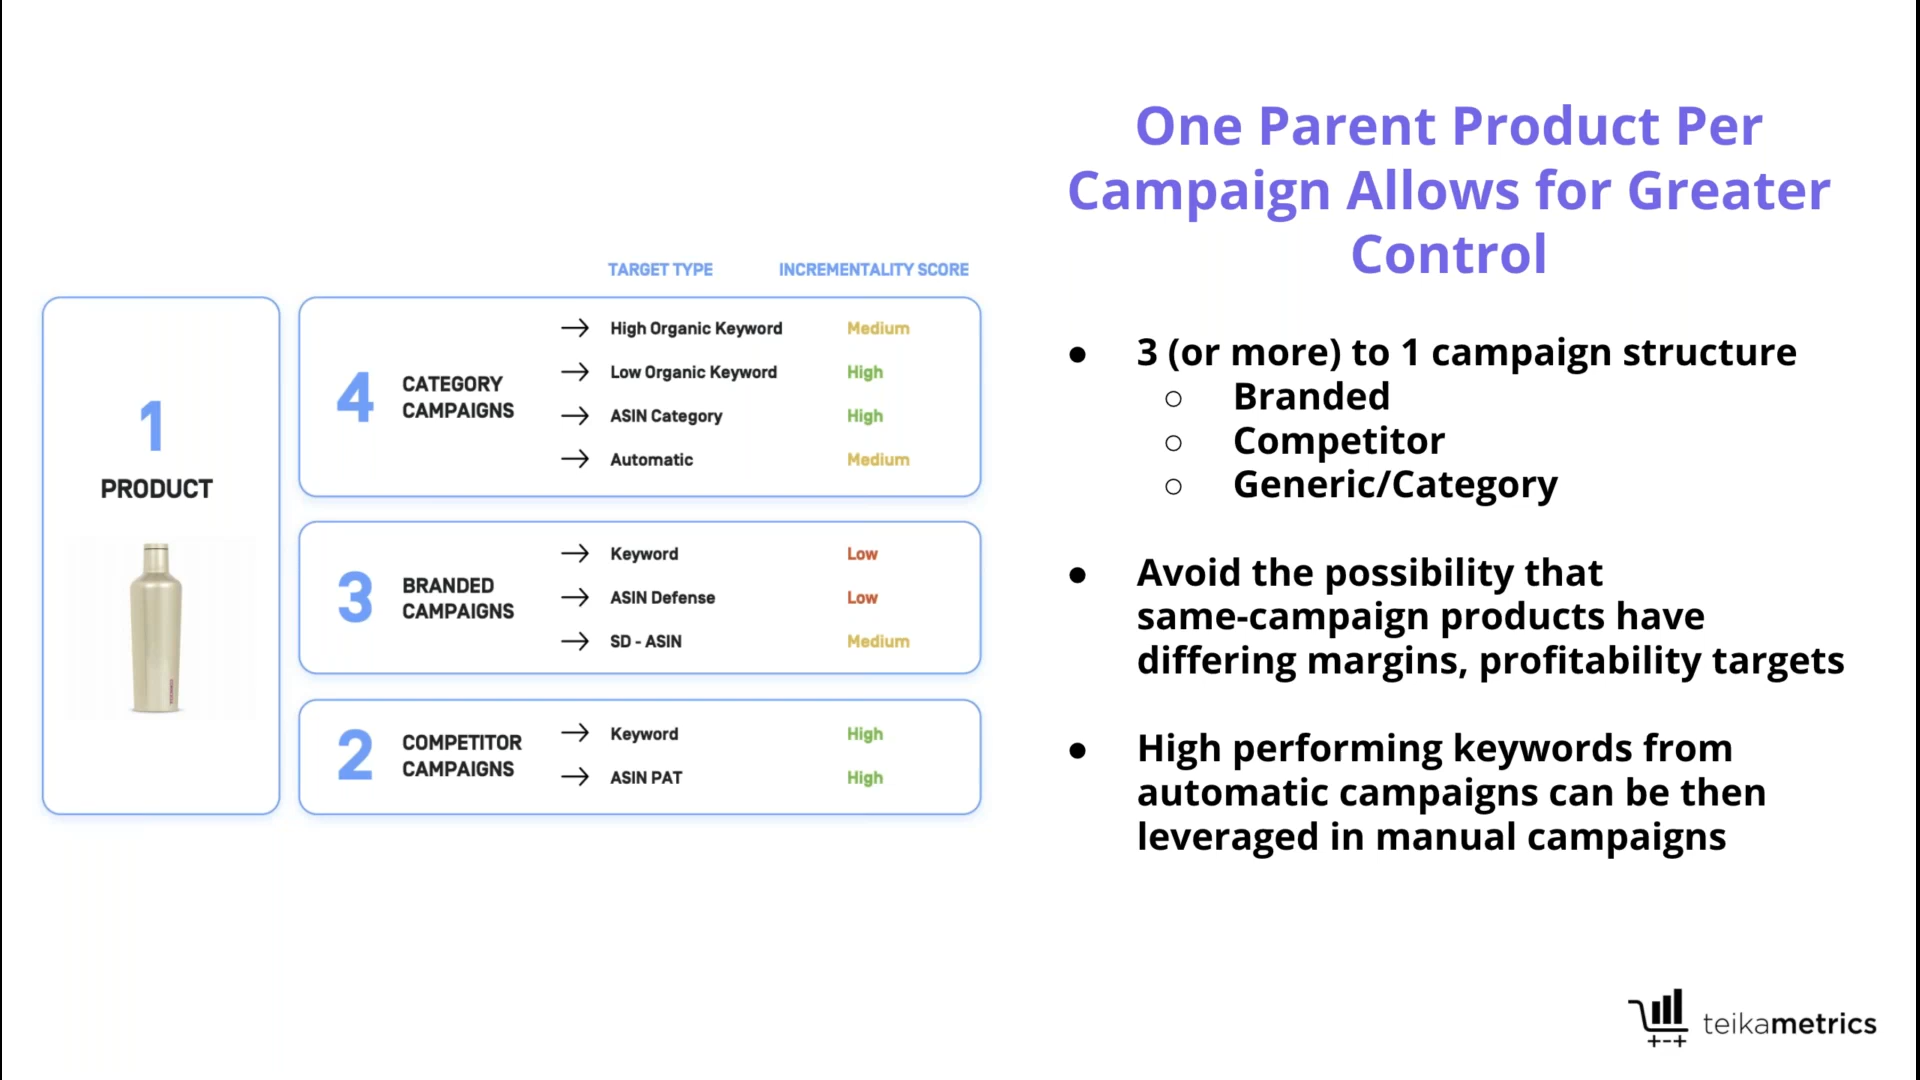 One Parent Product Per
Campaign Allows for Greater
Control
TARGET TYPE INCREMENTALITY SCORE
1
PRODUCT
4 CATEGORY
CAMPAIGNS
→ High Organic Keyword Medium
→ Low Organic Keyword High
→ ASIN Category High
→ Automatic Medium
3 BRANDED
CAMPAIGNS
→ Keyword Low
→ ASIN Defense Low
→ SD - ASIN Medium
2 COMPETITOR
CAMPAIGNS
→ Keyword High
→ ASIN PAT High
● 3 (or more) to 1 campaign structure
○ Branded
○ Competitor
○ Generic/Category
● Avoid the possibility that
same-campaign products have
differing margins, profitability targets
● High performing keywords from
automatic campaigns can be then
leveraged in manual campaigns
teikametrics